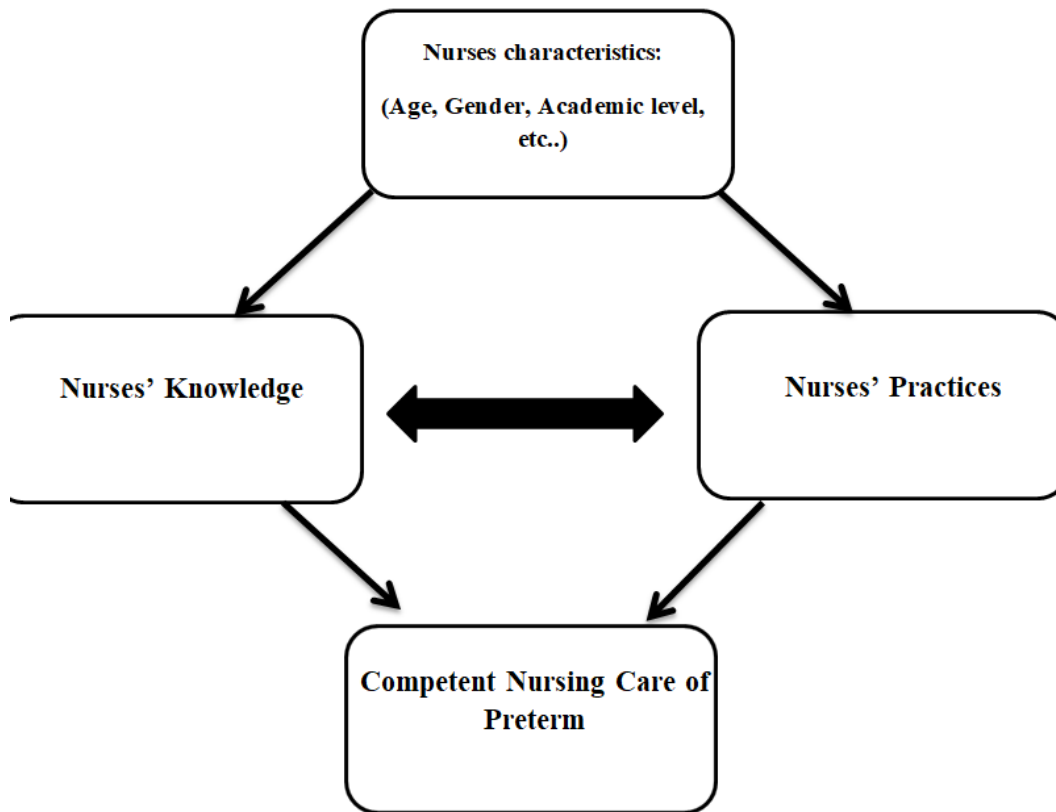 Nurses characteristics:
(Age, Gender, Academic level,
etc..)
Nurses’ Knowledge
Nurses’ Practices
Competent Nursing Care of
Preterm